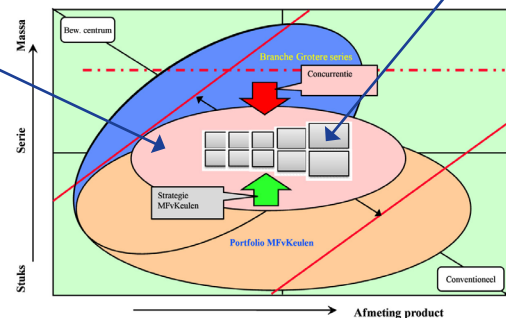 Massa
Bew. centrum
Branche Grotere series
Concurrentie
Serie
Strategie
MFvKeulen
Portfolio MFvKeulen
Stuks
Conventioneel
Afmeting product